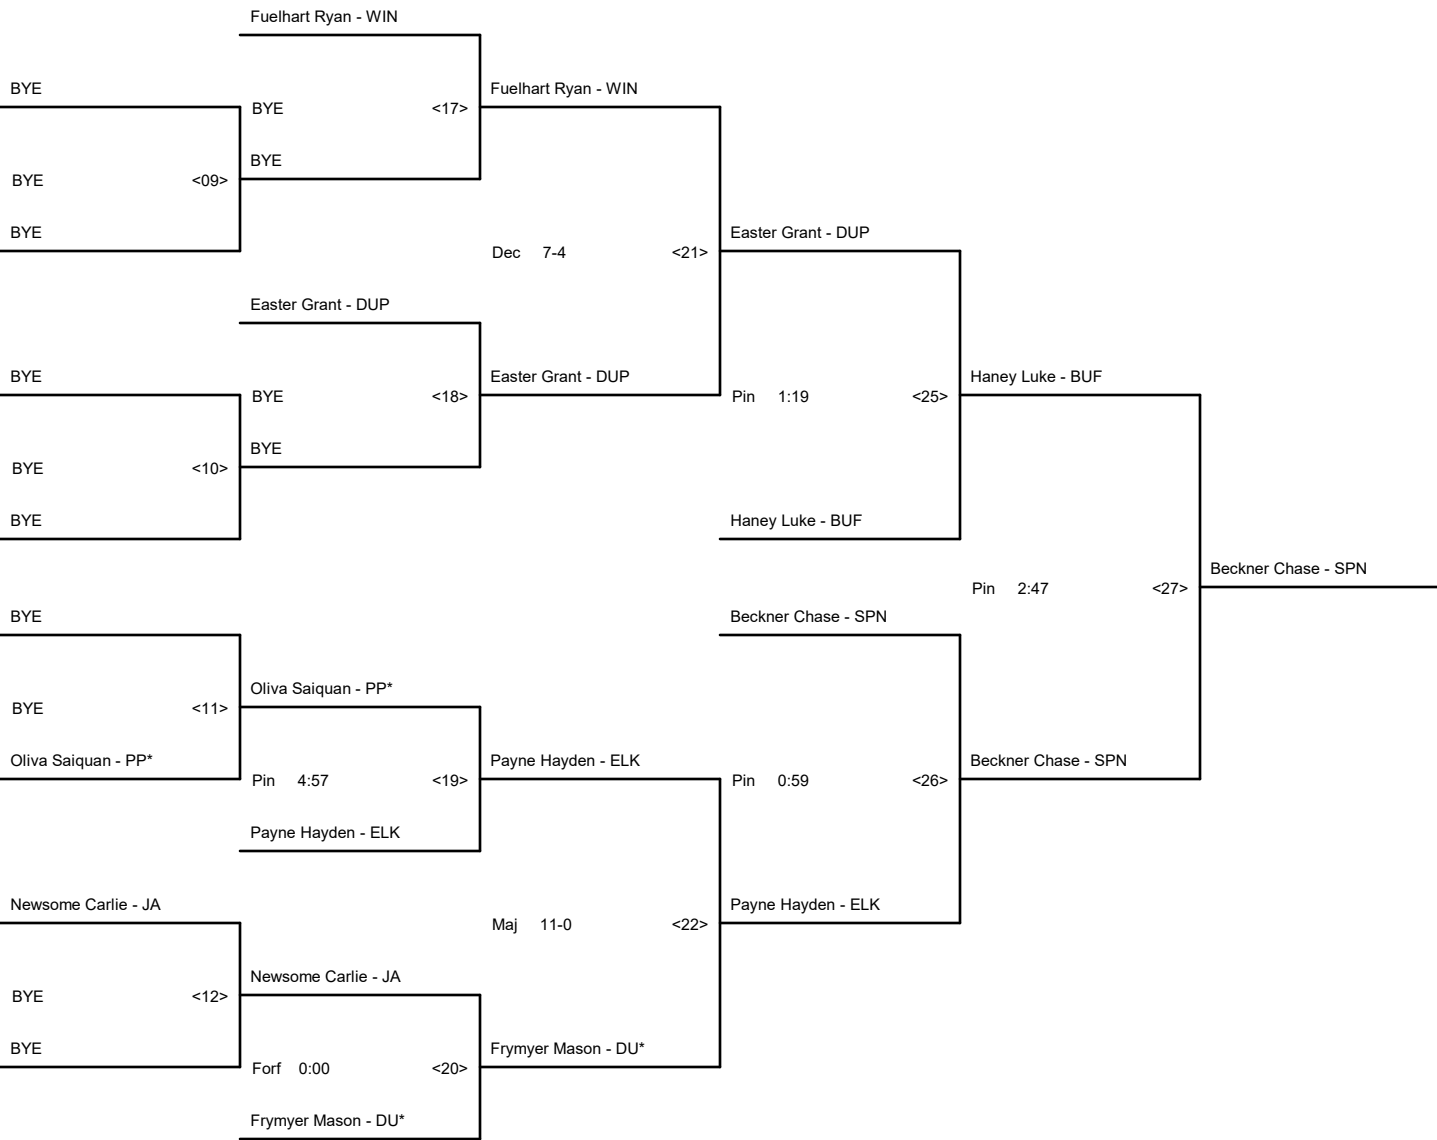 Fuelhart Ryan - WIN
BYE
Fuelhart Ryan - WIN
BYE <17>
BYE
BYE <09>
BYE
Dec 7-4 <21>
Easter Grant - DUP
Easter Grant - DUP
BYE
Easter Grant - DUP
Haney Luke - BUF
BYE <18>
Pin 1:19 <25>
BYE
BYE <10>
BYE
Haney Luke - BUF
Beckner Chase - SPN
Pin 2:47 <27>
BYE
Beckner Chase - SPN
Oliva Saiquan - PP*
BYE <11>
Oliva Saiquan - PP*
Payne Hayden - ELK
Beckner Chase - SPN
Pin 4:57 <19>
Pin 0:59 <26>
Payne Hayden - ELK
Newsome Carlie - JA
Payne Hayden - ELK
Maj 11-0 <22>
Newsome Carlie - JA
BYE <12>
BYE
Frymyer Mason - DU*
Forf 0:00 <20>
Frymyer Mason - DU*